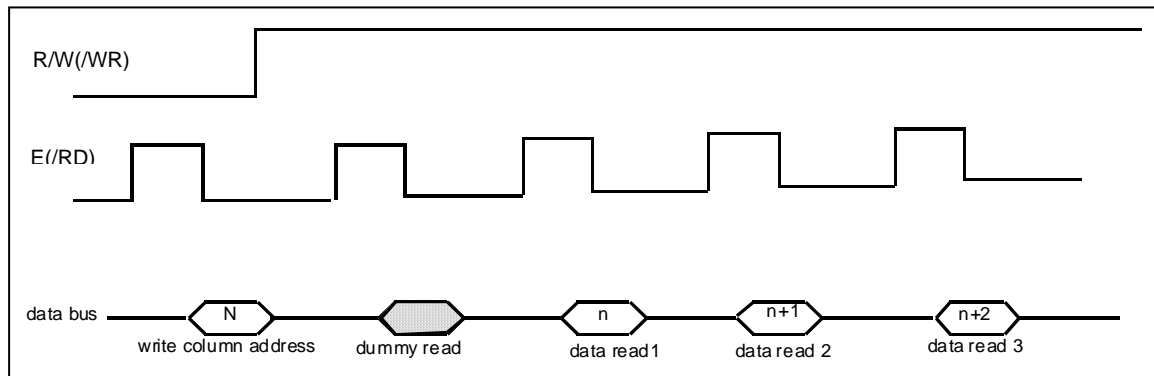 R/W(/WR)
E(/RD)
data bus
N
n
n+1
n+2
write column address
dummy read
data read1
data read 2
data read 3